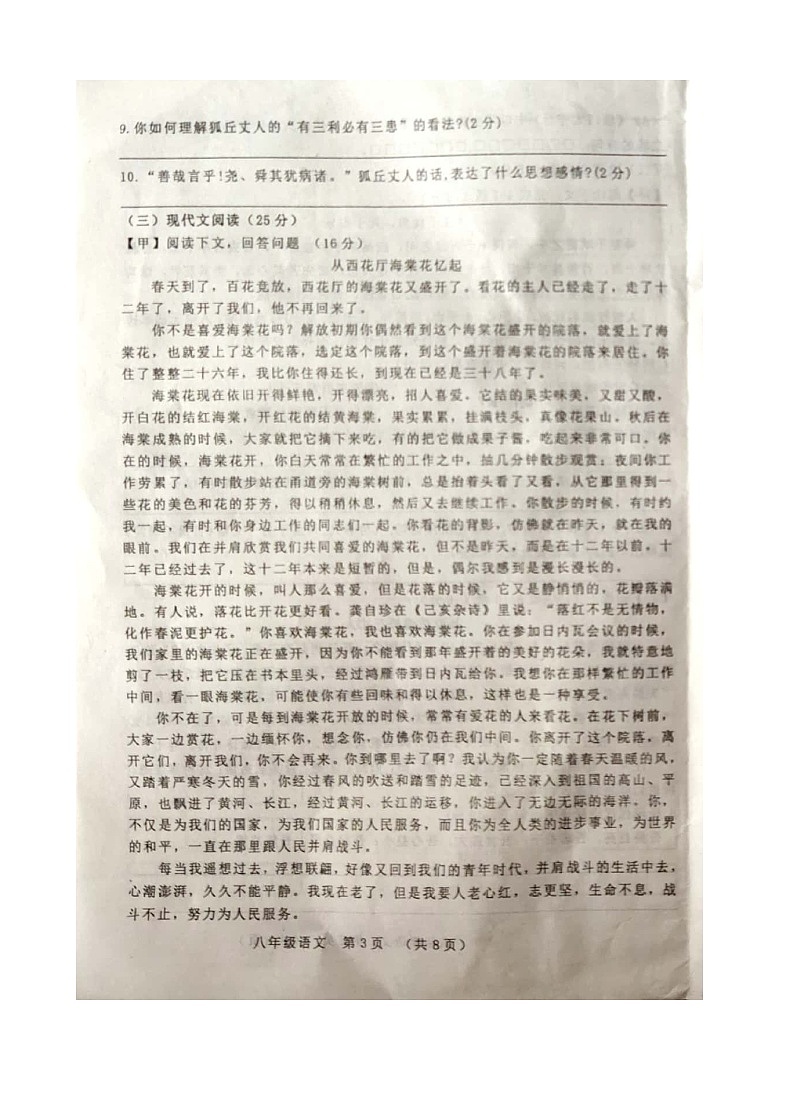 9.你如何理解狐丘丈人的“有三利必有三患”的看法?(2分)
10.“善哉言乎!尧、舜其犹病诸。”狐丘丈人的话,表达了什么思想感情?(2分)
（三）现代文阅读(25分)
【甲】阅读下文，回答问题 （16分）
从西花厅海棠花忆起
春天到了，百花竞放，西花厅的海棠花又盛开了。看花的主人已经走了，走了十
二年了，离开了我们，他不再回来了。
你不是喜爱海棠花吗？解放初期你偶然看到这个海棠花盛开的院落，就爱上了海
棠花，也就爱上了这个院落，选定这个院落，到这个盛开着海棠花的院落来居住。你
住了整整二十六年，我比你住得还长，到现在已经是三十八年了。
海棠花现在依旧开得鲜艳，开得漂亮，招人喜爱。它结的果实味美，又甜又酸，
开白花的结红海棠，开红花的结黄海棠，果实累累，挂满枝头，真像花果山。秋后在
海棠成熟的时候，大家就把它摘下来吃，有的把它做成果子酱，吃起来非常可口。你
在的时候，海棠花开，你白天常常在繁忙的工作之中，抽几分钟散步观赏；夜间你工
作劳累了，有时散步站在甬道旁的海棠树前，总是抬着头看了又看，从它那里得到一
些花的美色和花的芬芳，得以稍稍休息，然后又去继续工作。你散步的时候，有时约
我一起，有时和你身边工作的同志们一起。你看花的背影，仿佛就在昨天，就在我的
眼前。我们在并肩欣赏我们共同喜爱的海棠花，但不是昨天，而是在十二年以前。十
二年已经过去了，这十二年本来是短暂的，但是，偶尔我感到是漫长漫长的。
海棠花开的时候，叫人那么喜爱，但是花落的时候，它又是静悄悄的，花瓣落满
地。有人说，落花比开花更好看。龚自珍在《己亥杂诗》里说：“落红不是无情物，
化作春泥更护花。”你喜欢海棠花，我也喜欢海棠花。你在参加日内瓦会议的时候，
我们家里的海棠花正在盛开，因为你不能看到那年盛开着的美好的花朵，我就特意地
剪了一枝，把它压在书本里头，经过鸿雁带到日内瓦给你。我想你在那样繁忙的工作
中间，看一眼海棠花，可能使你有些回味和得以休息，这样也是一种享受。
你不在了，可是每到海棠花开放的时候，常常有爱花的人来看花。在花下树前，
大家一边赏花，一边缅怀你，想念你，仿佛你仍在我们中间。你离开了这个院落，离
开它们，离开我们，你不会再来。你到哪里去了啊？我认为你一定随着春天温暖的风，
又踏着严寒冬天的雪，你经过春风的吹送和踏雪的足迹，已经深入到祖国的高山、平
原，也飘进了黄河、长江，经过黄河、长江的运移，你进入了无边无际的海洋。你，
不仅是为我们的国家，为我们国家的人民服务，而且你为全人类的进步事业，为世界
的和平，一直在那里跟人民并肩战斗。
每当我遥想过去，浮想联翩，好像又回到我们的青年时代，并肩战斗的生活中去，
心潮澎湃，久久不能平静。我现在老了，但是我要人老心红，志更坚，生命不息，战
斗不止，努力为人民服务。
八年级语文 第3页 （共8页）